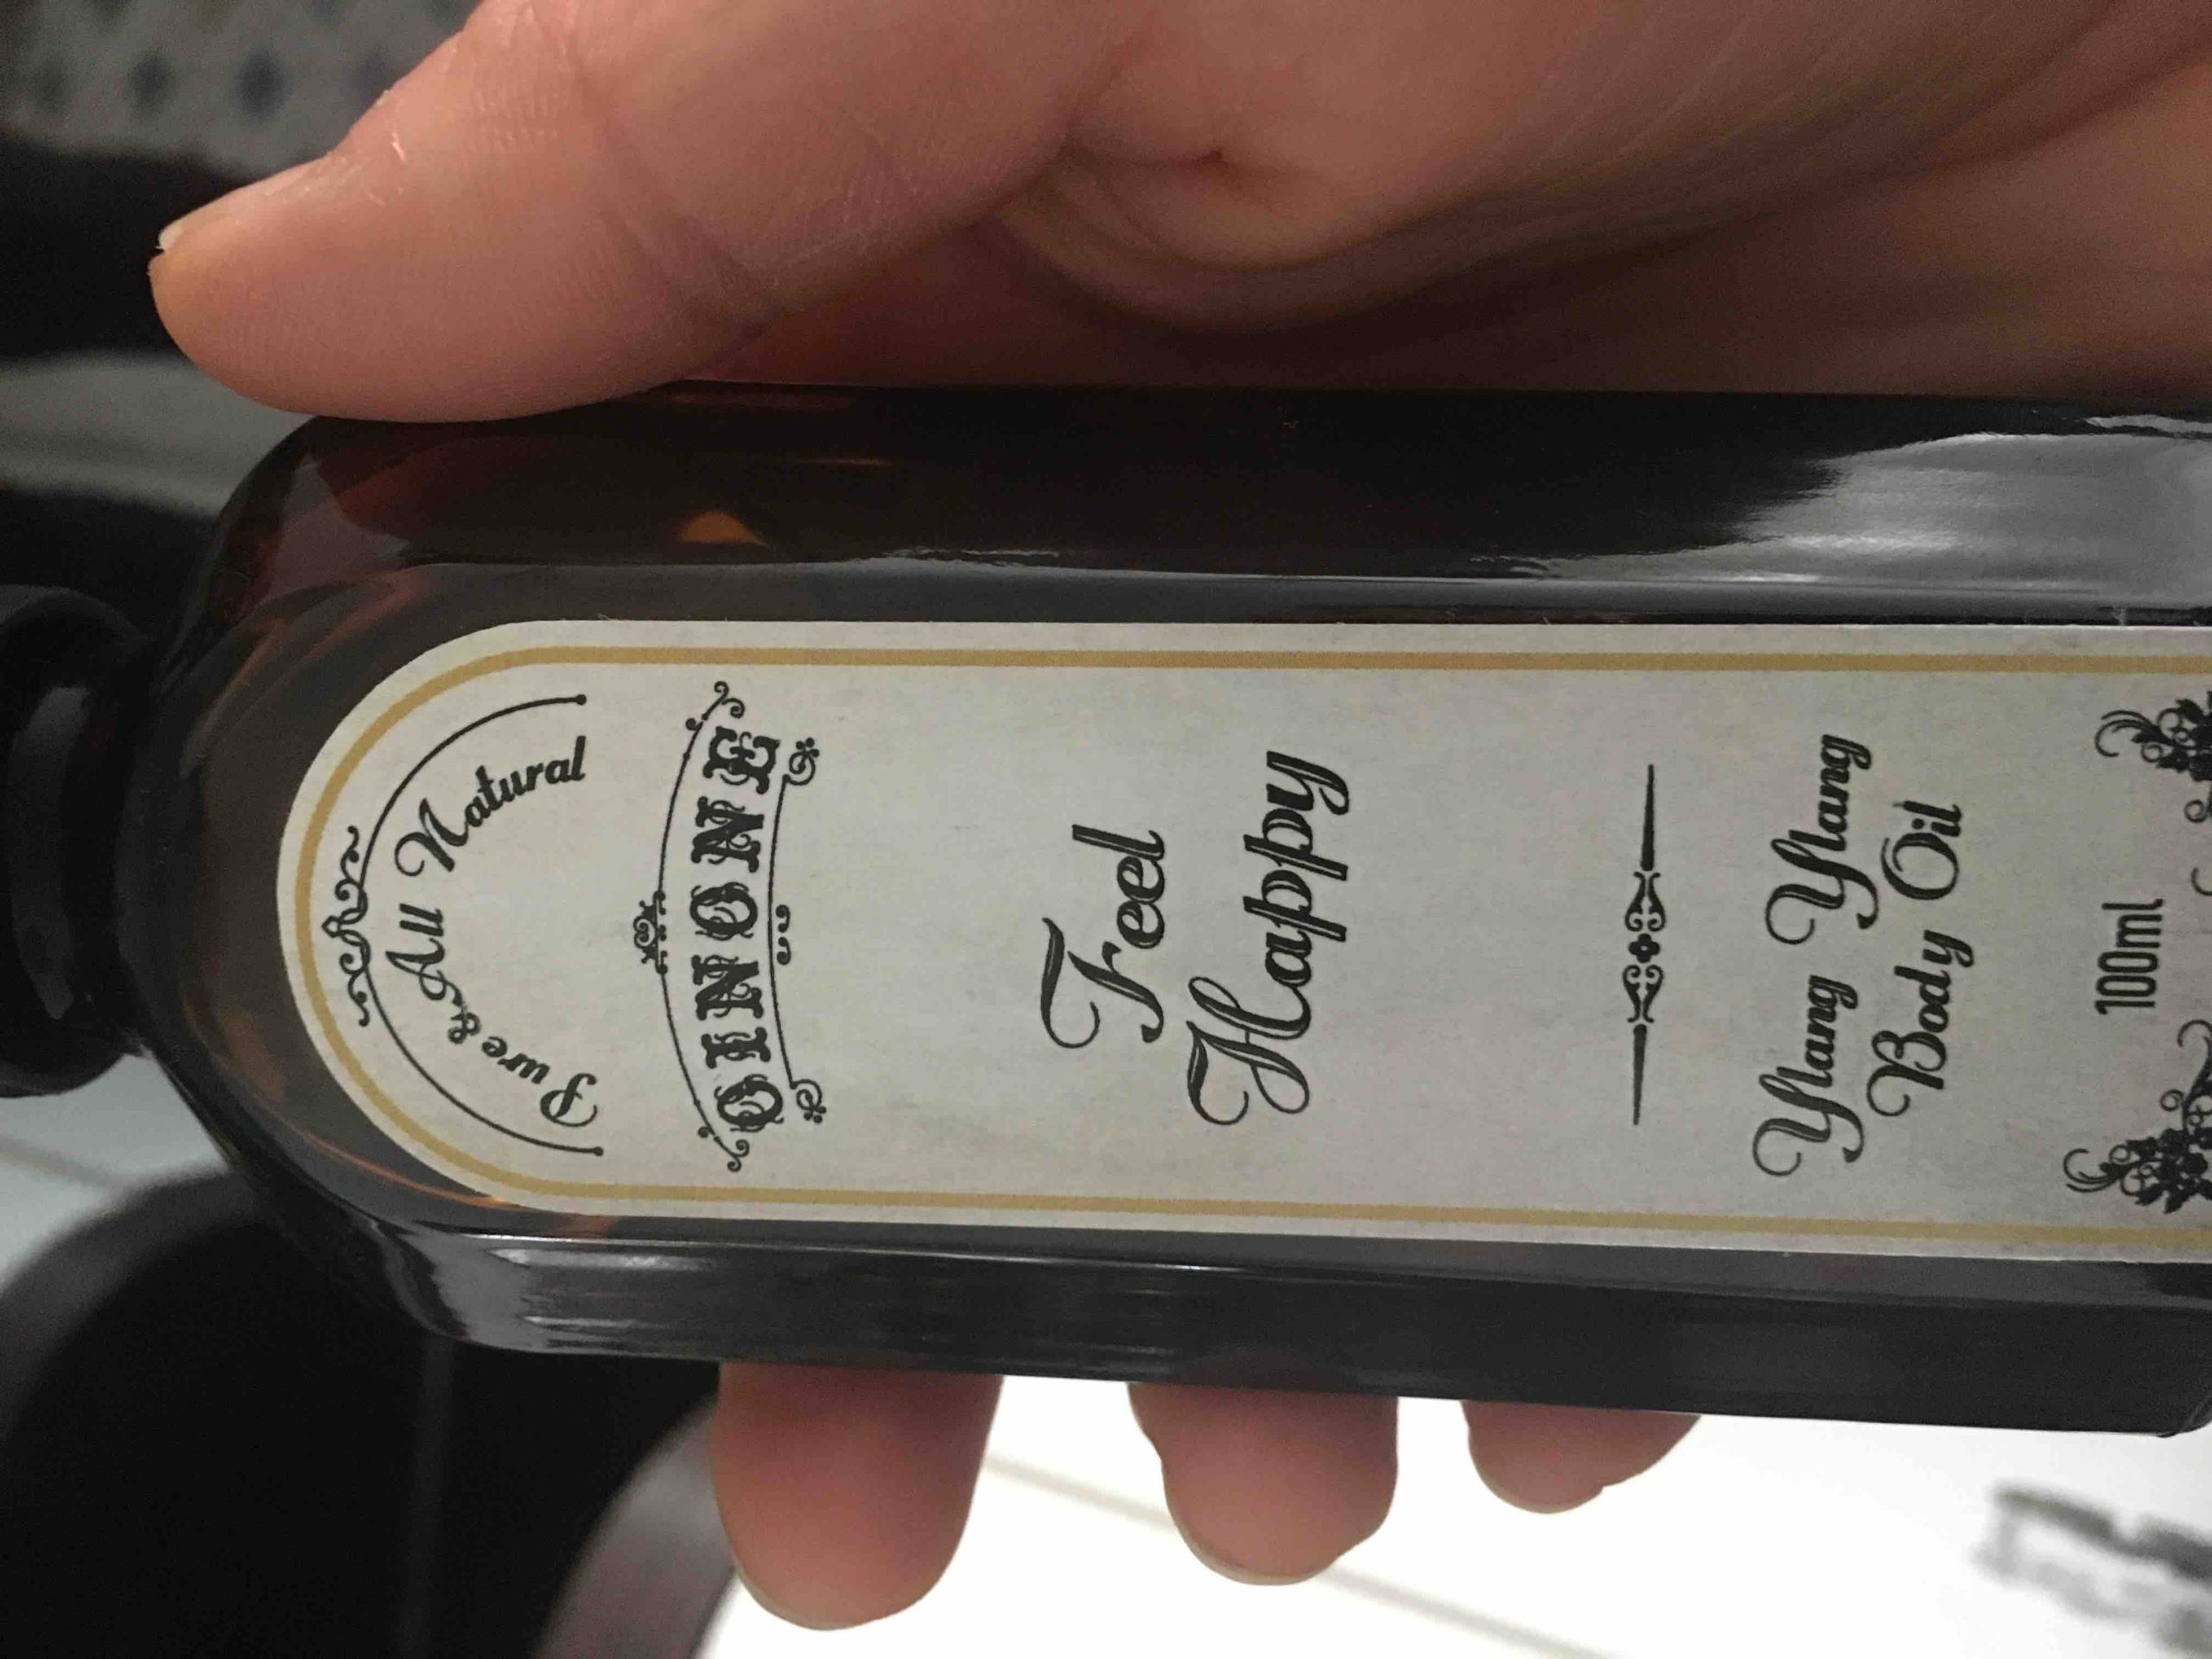 Pure & All Natural
OINONE
Feel
Happy
Ylang Ylang
Body Oil
100ml